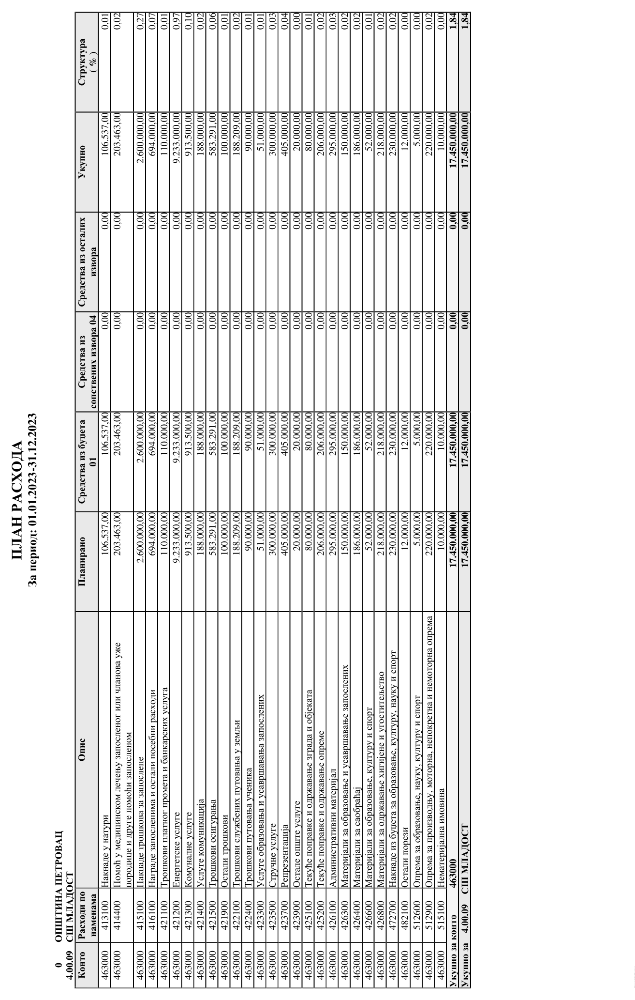 ПЛАН РАСХОДА
За период: 01.01.2023-31.12.2023
0 ОПШТИНА ПЕТРОВАЦ
4.00.09 СШ МЛАДОСТ
Конто Расходи по наменама Опис Планирано Средства из буџета 01 Средства из сопствених извора 04 Средства из осталих извора Укупно Структура ( % )
463000 413100 Накнаде у натури 106.537,00 106.537,00 0,00 0,00 106.537,00 0,01
463000 414400 Помоћ у медицинском лечењу запосленог или чланова уже 203.463,00 203.463,00 0,00 0,00 203.463,00 0,02
породице и друге помоћи запосленом
463000 415100 Накнаде трошкова за запослене 2.600.000,00 2.600.000,00 0,00 0,00 2.600.000,00 0,27
463000 416100 Награде запосленима и остали посебни расходи 694.000,00 694.000,00 0,00 0,00 694.000,00 0,07
463000 421100 Трошкови платног промета и банкарских услуга 110.000,00 110.000,00 0,00 0,00 110.000,00 0,01
463000 421200 Енергетске услуге 9.233.000,00 9.233.000,00 0,00 0,00 9.233.000,00 0,97
463000 421300 Комуналне услуге 913.500,00 913.500,00 0,00 0,00 913.500,00 0,10
463000 421400 Услуге комуникација 188.000,00 188.000,00 0,00 0,00 188.000,00 0,02
463000 421500 Трошкови осигурања 583.291,00 583.291,00 0,00 0,00 583.291,00 0,06
463000 421900 Остали трошкови 100.000,00 100.000,00 0,00 0,00 100.000,00 0,01
463000 422100 Трошкови службених путовања у земљи 188.209,00 188.209,00 0,00 0,00 188.209,00 0,02
463000 422400 Трошкови путовања ученика 90.000,00 90.000,00 0,00 0,00 90.000,00 0,01
463000 423300 Услуге образовања и усавршавања запослених 51.000,00 51.000,00 0,00 0,00 51.000,00 0,01
463000 423500 Стручне услуге 300.000,00 300.000,00 0,00 0,00 300.000,00 0,03
463000 423700 Репрезентација 405.000,00 405.000,00 0,00 0,00 405.000,00 0,04
463000 423900 Остале опште услуге 20.000,00 20.000,00 0,00 0,00 20.000,00 0,00
463000 425100 Текуће поправке и одржавање зграда и објеката 80.000,00 80.000,00 0,00 0,00 80.000,00 0,01
463000 425200 Текуће поправке и одржавање опреме 206.000,00 206.000,00 0,00 0,00 206.000,00 0,02
463000 426100 Административни материјал 295.000,00 295.000,00 0,00 0,00 295.000,00 0,03
463000 426300 Материјали за образовање и усавршавање запослених 150.000,00 150.000,00 0,00 0,00 150.000,00 0,02
463000 426400 Материјали за саобраћај 186.000,00 186.000,00 0,00 0,00 186.000,00 0,02
463000 426600 Материјали за образовање, културу и спорт 52.000,00 52.000,00 0,00 0,00 52.000,00 0,01
463000 426800 Материјали за одржавање хигијене и угоститељство 218.000,00 218.000,00 0,00 0,00 218.000,00 0,02
463000 472700 Накнаде из буџета за образовање, културу, науку и спорт 230.000,00 230.000,00 0,00 0,00 230.000,00 0,02
463000 482100 Остали порези 12.000,00 12.000,00 0,00 0,00 12.000,00 0,00
463000 512600 Опрема за образовање, науку, културу и спорт 5.000,00 5.000,00 0,00 0,00 5.000,00 0,00
463000 512900 Опрема за производњу, моторна, непокретна и немоторна опрема 220.000,00 220.000,00 0,00 0,00 220.000,00 0,02
463000 515100 Нематеријална имовина 10.000,00 10.000,00 0,00 0,00 10.000,00 0,00
Укупно за конто 463000 17.450.000,00 17.450.000,00 0,00 0,00 17.450.000,00 1,84
Укупно за 4.00.09 СШ МЛАДОСТ 17.450.000,00 17.450.000,00 0,00 0,00 17.450.000,00 1,84